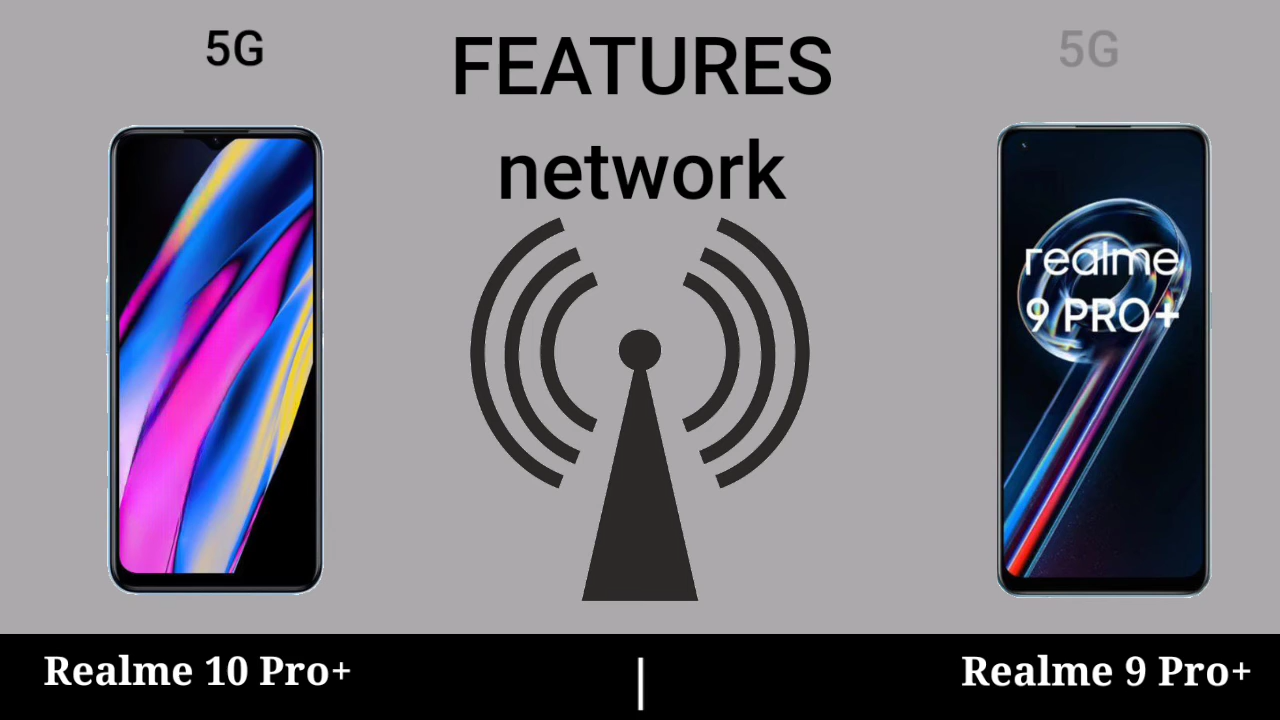 5G
FEATURES
5G
network
realme
9 PRO+
Realme 10 Pro+
|
Realme 9 Pro+